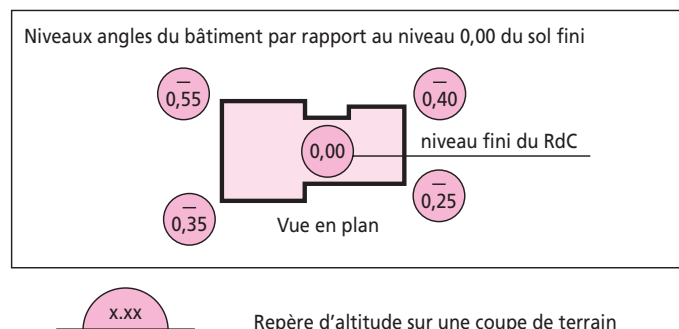 Niveaux angles du bâtiment par rapport au niveau 0,00 du sol fini
– 0,55
– 0,40
0,00
niveau fini du RdC
– 0,25
– 0,35
Vue en plan
x.xx
Repère d'altitude sur une coupe de terrain